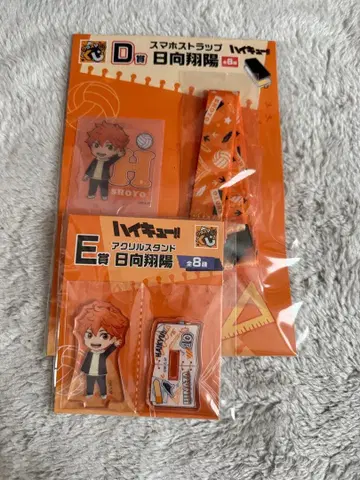 D賞
スマホストラップ
日向翔陽
全8種
ハイキュー!!
H
SHOYO
ハイキュー!!
E賞
アクリルスタンド
日向翔陽
全8種